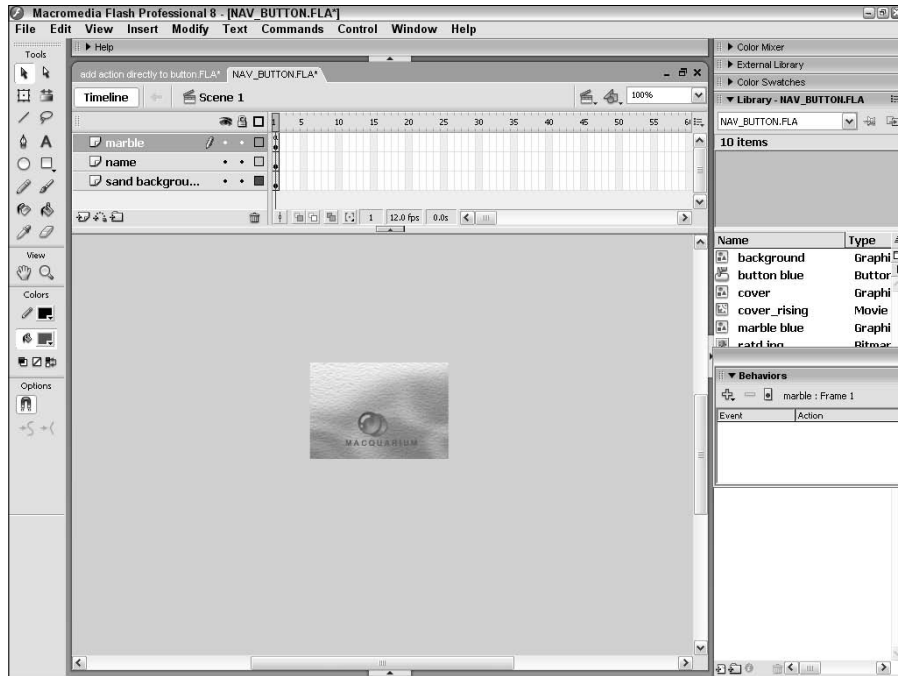 Macromedia Flash Professional 8 - [NAV_BUTTON.FLA*]
File Edit View Insert Modify Text Commands Control Window Help
Tools
Help
Color Mixer
External Library
Color Swatches
Library - NAV_BUTTON.FLA
add action directly to button.FLA* NAV_BUTTON.FLA*
Timeline Scene 1 100%
NAV_BUTTON.FLA
10 items
1 5 10 15 20 25 30 35 40 45 50 55
marble
name
sand backgrou...
1 12.0 fps 0.0s
View
Colors
Options
Name Type
background Graphi
button blue Button
cover Graphi
cover_rising Movie
marble blue Graphi
Behaviors
marble : Frame 1
Event Action
MACQUARIUM